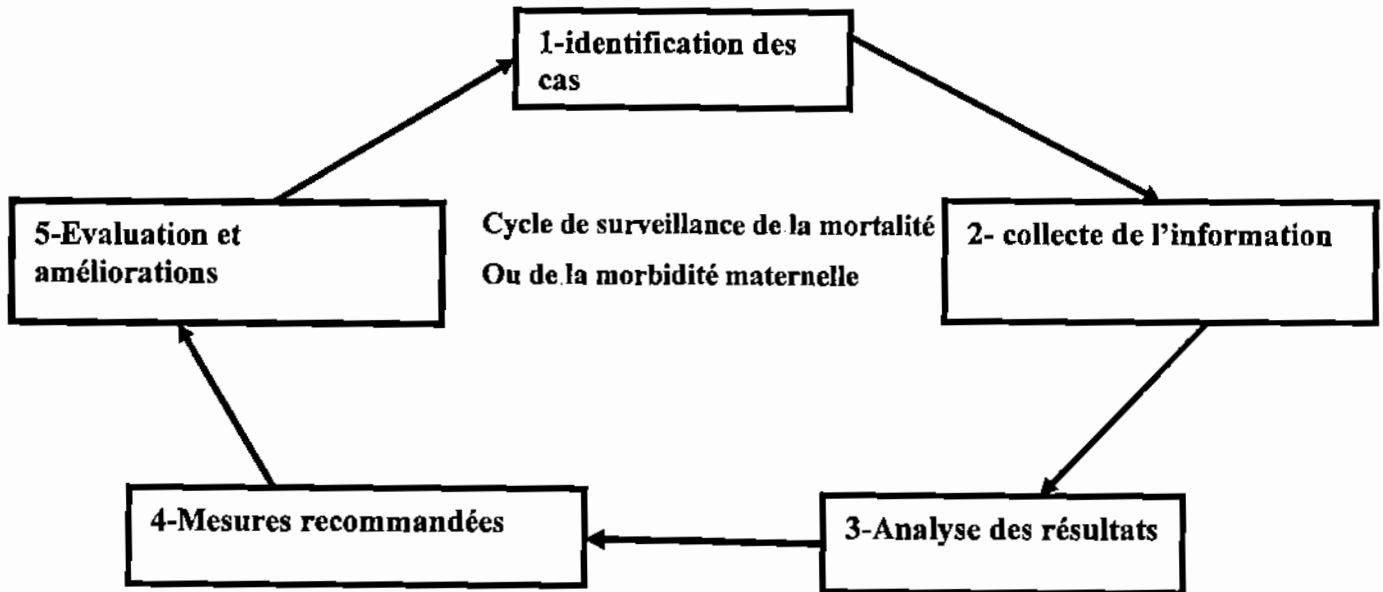 1-identification des
cas
5-Evaluation et
améliorations
Cycle de surveillance de la mortalité
Ou de la morbidité maternelle
2- collecte de l'information
4-Mesures recommandées
3-Analyse des résultats